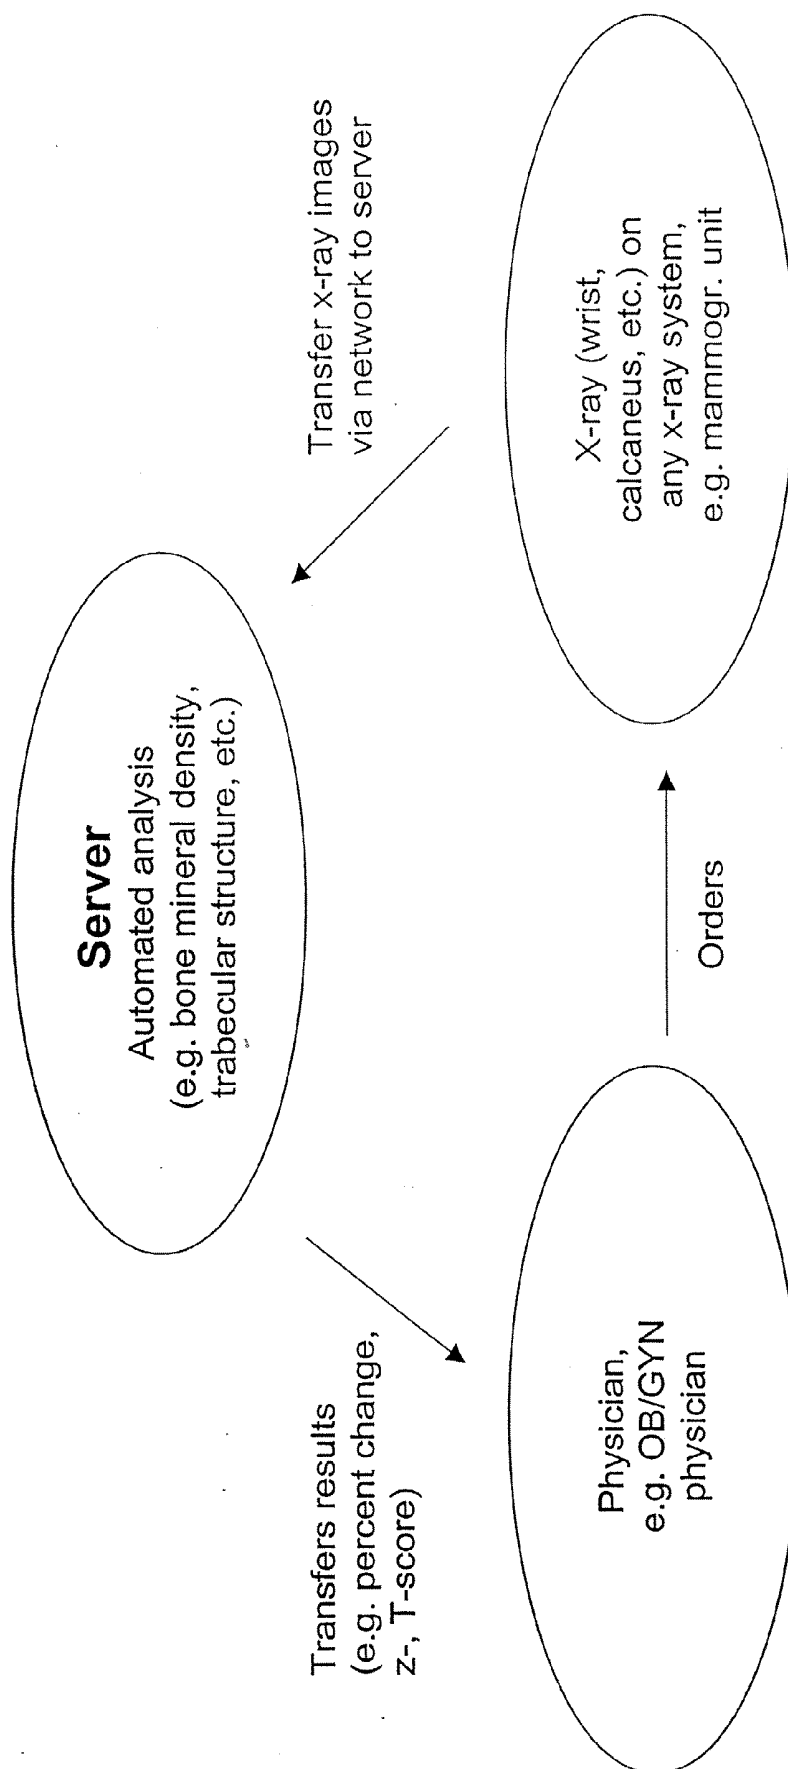 Server
Automated analysis
(e.g. bone mineral density,
trabecular structure, etc.)
Transfers results
(e.g. percent change,
z-, T-score)
Transfer x-ray images
via network to server
Physician,
e.g. OB/GYN
physician
Orders
X-ray (wrist,
calcaneus, etc.) on
any x-ray system,
e.g. mammogr. unit